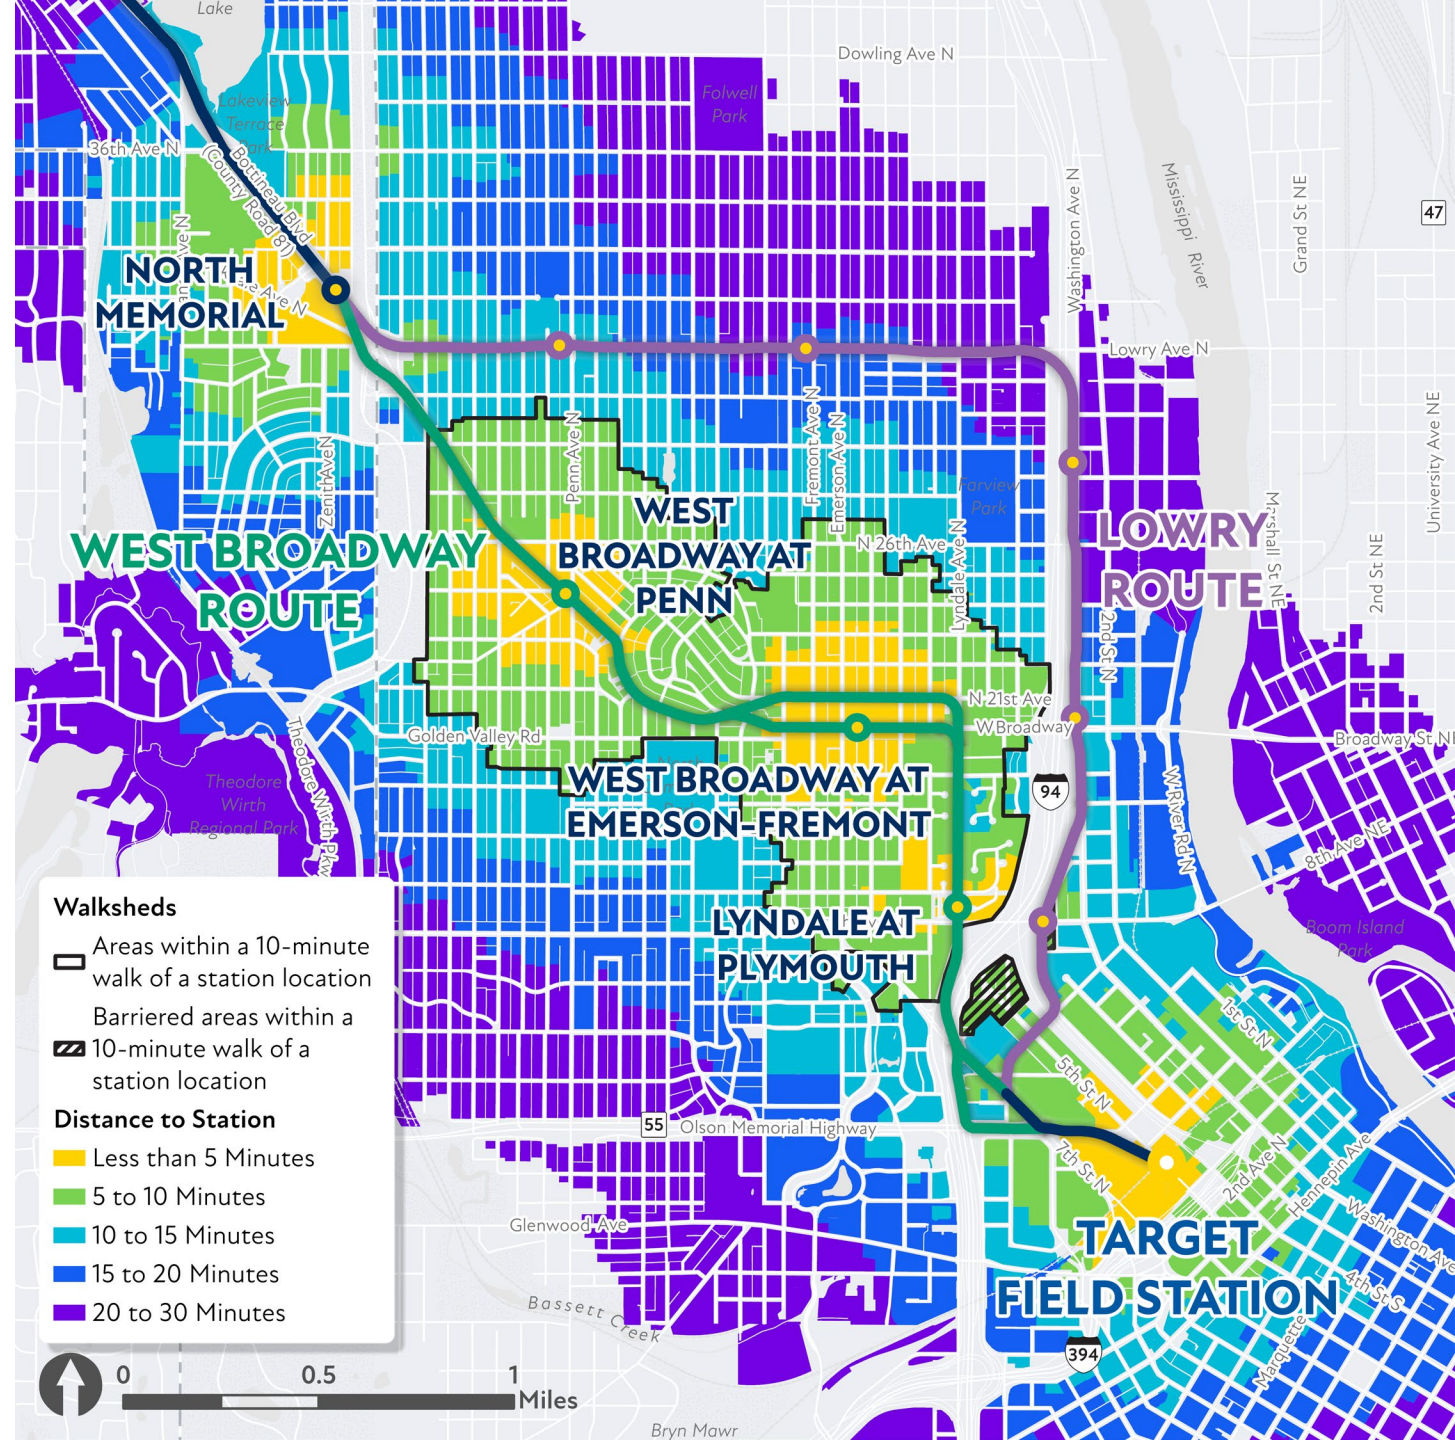 Lake
Dowling Ave N
Folwell
Park
Lakeview
Terrace
Park
36th Ave N
Bottineau Blvd
(County Road 81)
Washington Ave N
Mississippi River
Grand St NE
47
NORTH
MEMORIAL
Ave N
Lowry Ave N
Penn Ave N
Fremont Ave N
Emerson Ave N
University Ave NE
Zenith Ave N
Farview
Park
WEST
BROADWAY AT
PENN
N 26th Ave
Lyndale Ave N
LOWRY
ROUTE
Marshall St NE
2nd St NE
WEST BROADWAY
ROUTE
2nd St N
N 21st Ave
W Broadway
Golden Valley Rd
Broadway St NE
Theodore Wirth Pkwy
Theodore
Wirth
Regional Park
WEST BROADWAY AT
EMERSON-FREMONT
94
W River Rd N
8th Ave NE
LYNDALE AT
PLYMOUTH
Boom Island
Park
Walksheds
Areas within a 10-minute
walk of a station location
Barriered areas within a
10-minute walk of a
station location
Distance to Station
Less than 5 Minutes
5 to 10 Minutes
10 to 15 Minutes
15 to 20 Minutes
20 to 30 Minutes
1st St N
5th St N
55
Olson Memorial Highway
7th St N
2nd Ave N
Hennepin Ave
Washington Ave
Glenwood Ave
TARGET
FIELD STATION
4th St S
Marquette
Bassett Creek
394
0 0.5 1
Miles
Bryn Mawr